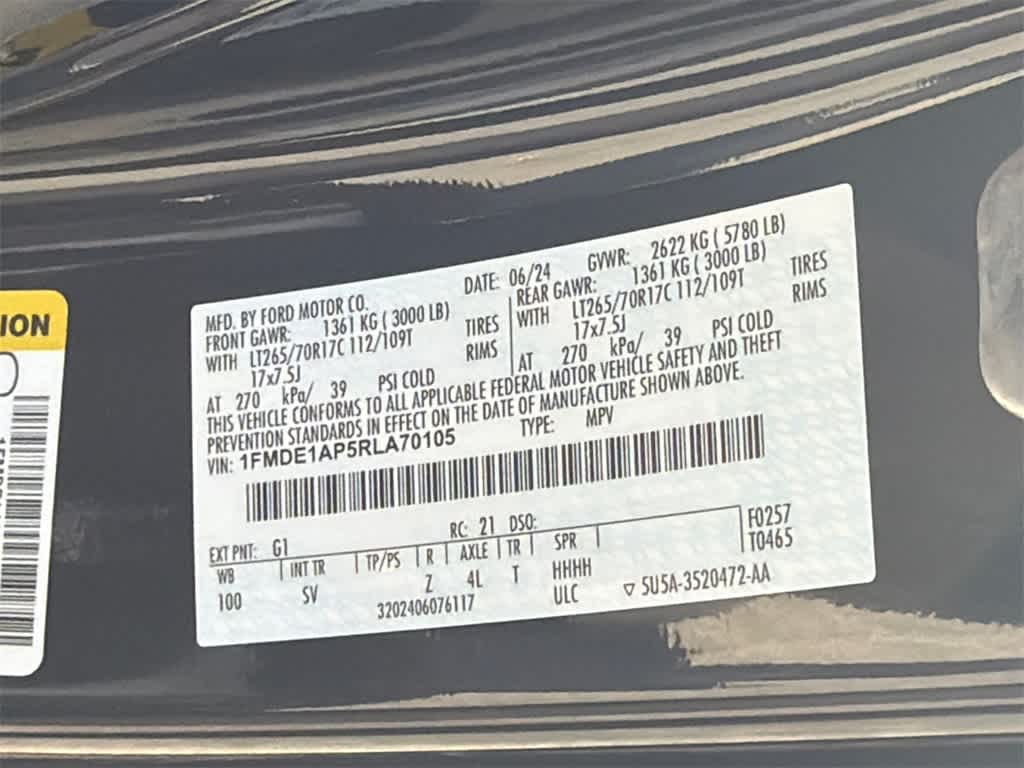 ION
MFD. BY FORD MOTOR CO.
DATE: 06/24
GVWR: 2622 KG ( 5780 LB)
FRONT GAWR: 1361 KG ( 3000 LB)
REAR GAWR: 1361 KG ( 3000 LB)
WITH LT265/70R17C 112/109T TIRES
WITH LT265/70R17C 112/109T TIRES
17x7.5J RIMS
17x7.5J RIMS
AT 270 kPa/ 39 PSI COLD
AT 270 kPa/ 39 PSI COLD
THIS VEHICLE CONFORMS TO ALL APPLICABLE FEDERAL MOTOR VEHICLE SAFETY AND THEFT
PREVENTION STANDARDS IN EFFECT ON THE DATE OF MANUFACTURE SHOWN ABOVE.
VIN: 1FMDE1AP5RLA70105
TYPE: MPV
EXT PNT: G1 RC: 21 DSO:
F0257
T0465
WB INT TR TP/PS R AXLE TR SPR
100 SV Z 4L T HHHH
3202406076117 ULC ▽ 5U5A-3520472-AA